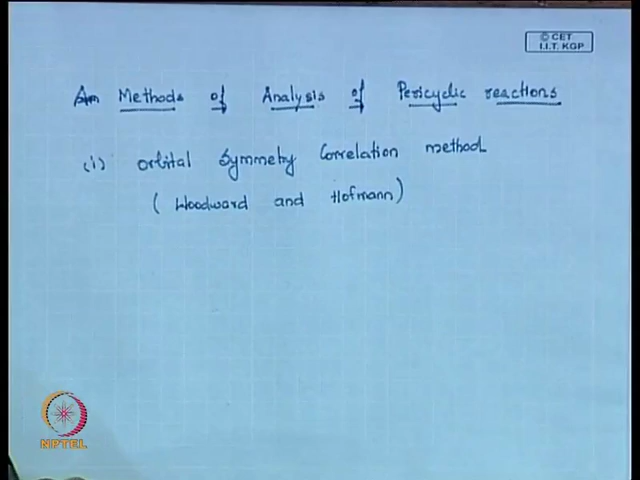 © CET
I.I.T. KGP
Methods of Analysis of Pericyclic reactions
(i) orbital Symmetry Correlation method
(Woodward and Hofmann)
NPTEL